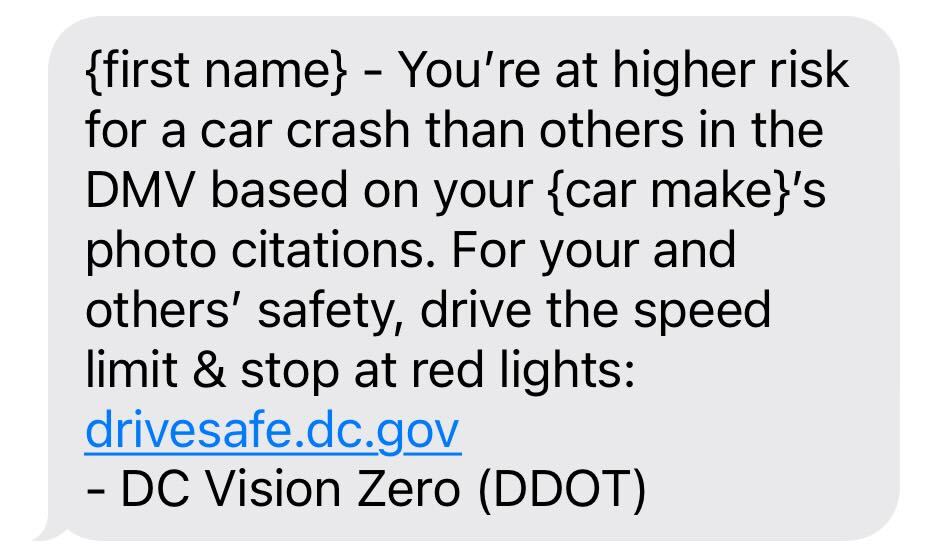 {first name} - You’re at higher risk
for a car crash than others in the
DMV based on your {car make}’s
photo citations. For your and
others’ safety, drive the speed
limit & stop at red lights:
drivesafe.dc.gov
- DC Vision Zero (DDOT)